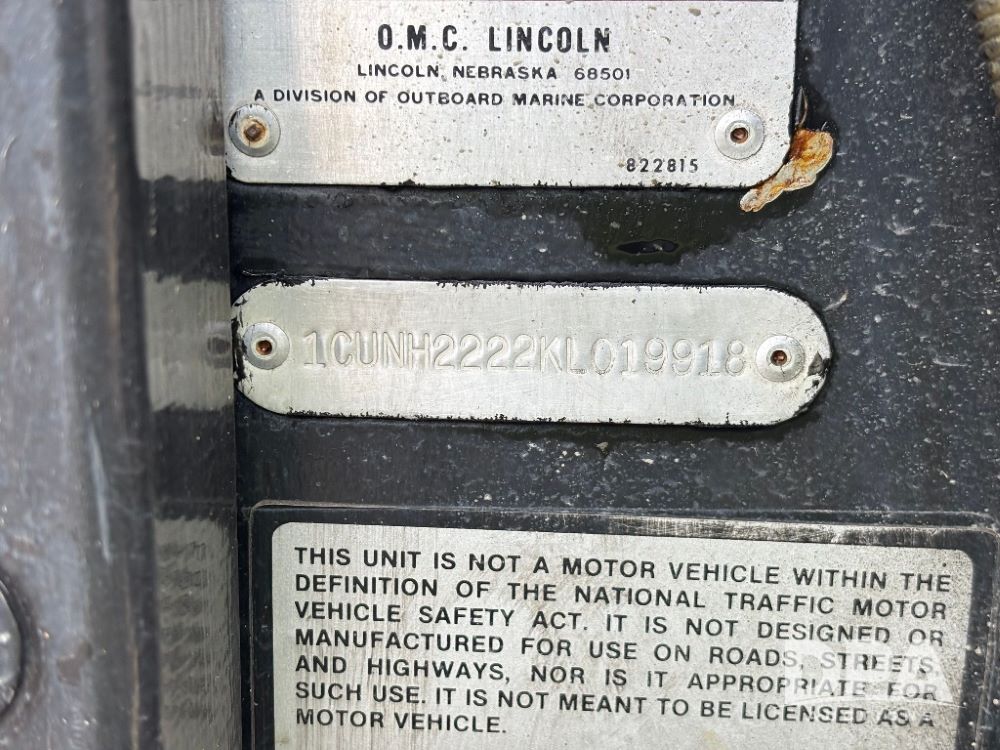 O.M.C. LINCOLN
LINCOLN, NEBRASKA 68501
A DIVISION OF OUTBOARD MARINE CORPORATION
822815
1CUNH2222KL019918
THIS UNIT IS NOT A MOTOR VEHICLE WITHIN THE
DEFINITION OF THE NATIONAL TRAFFIC MOTOR
VEHICLE SAFETY ACT. IT IS NOT DESIGNED OR
MANUFACTURED FOR USE ON ROADS, STREETS
AND HIGHWAYS, NOR IS IT APPROPRIATE FOR
SUCH USE. IT IS NOT MEANT TO BE LICENSED AS A
MOTOR VEHICLE.